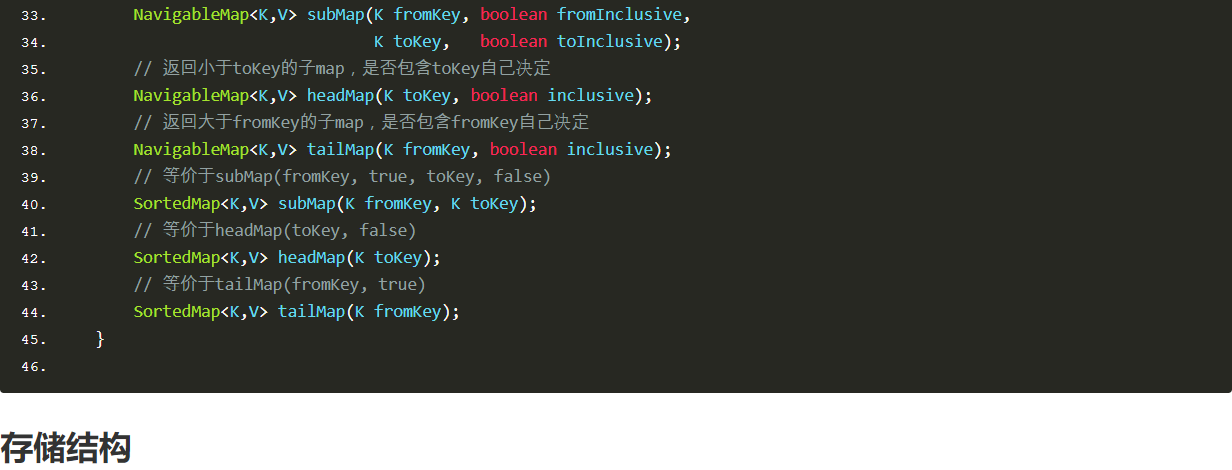 33. NavigableMap<K,V> subMap(K fromKey, boolean fromInclusive,
34. K toKey, boolean toInclusive);
35. // 返回小于toKey的子map，是否包含toKey自己决定
36. NavigableMap<K,V> headMap(K toKey, boolean inclusive);
37. // 返回大于fromKey的子map，是否包含fromKey自己决定
38. NavigableMap<K,V> tailMap(K fromKey, boolean inclusive);
39. // 等价于subMap(fromKey, true, toKey, false)
40. SortedMap<K,V> subMap(K fromKey, K toKey);
41. // 等价于headMap(toKey, false)
42. SortedMap<K,V> headMap(K toKey);
43. // 等价于tailMap(fromKey, true)
44. SortedMap<K,V> tailMap(K fromKey);
45. }
46.
存储结构